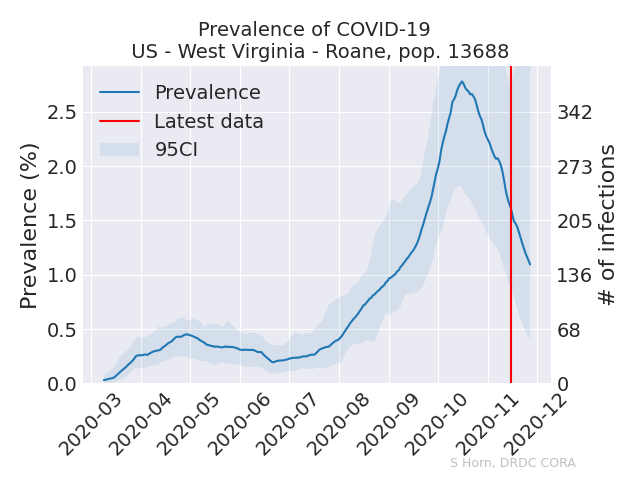 Prevalence of COVID-19
US - West Virginia - Roane, pop. 13688
Prevalence
Latest data
95CI
Prevalence (%)
2.5
2.0
1.5
1.0
0.5
0.0
# of infections
342
273
205
136
68
0
2020-03
2020-04
2020-05
2020-06
2020-07
2020-08
2020-09
2020-10
2020-11
2020-12
S Horn, DRDC CORA